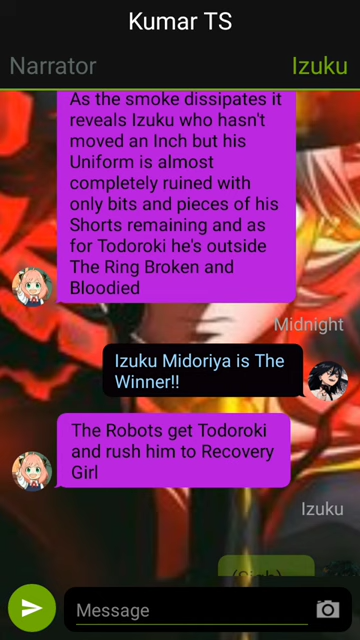 Kumar TS
Narrator
Izuku
As the smoke dissipates it
reveals Izuku who hasn't
moved an Inch but his
Uniform is almost
completely ruined with
only bits and pieces of his
Shorts remaining and as
for Todoroki he's outside
The Ring Broken and
Bloodied
Midnight
Izuku Midoriya is The
Winner!!
The Robots get Todoroki
and rush him to Recovery
Girl
Izuku
(Sigh)
Message